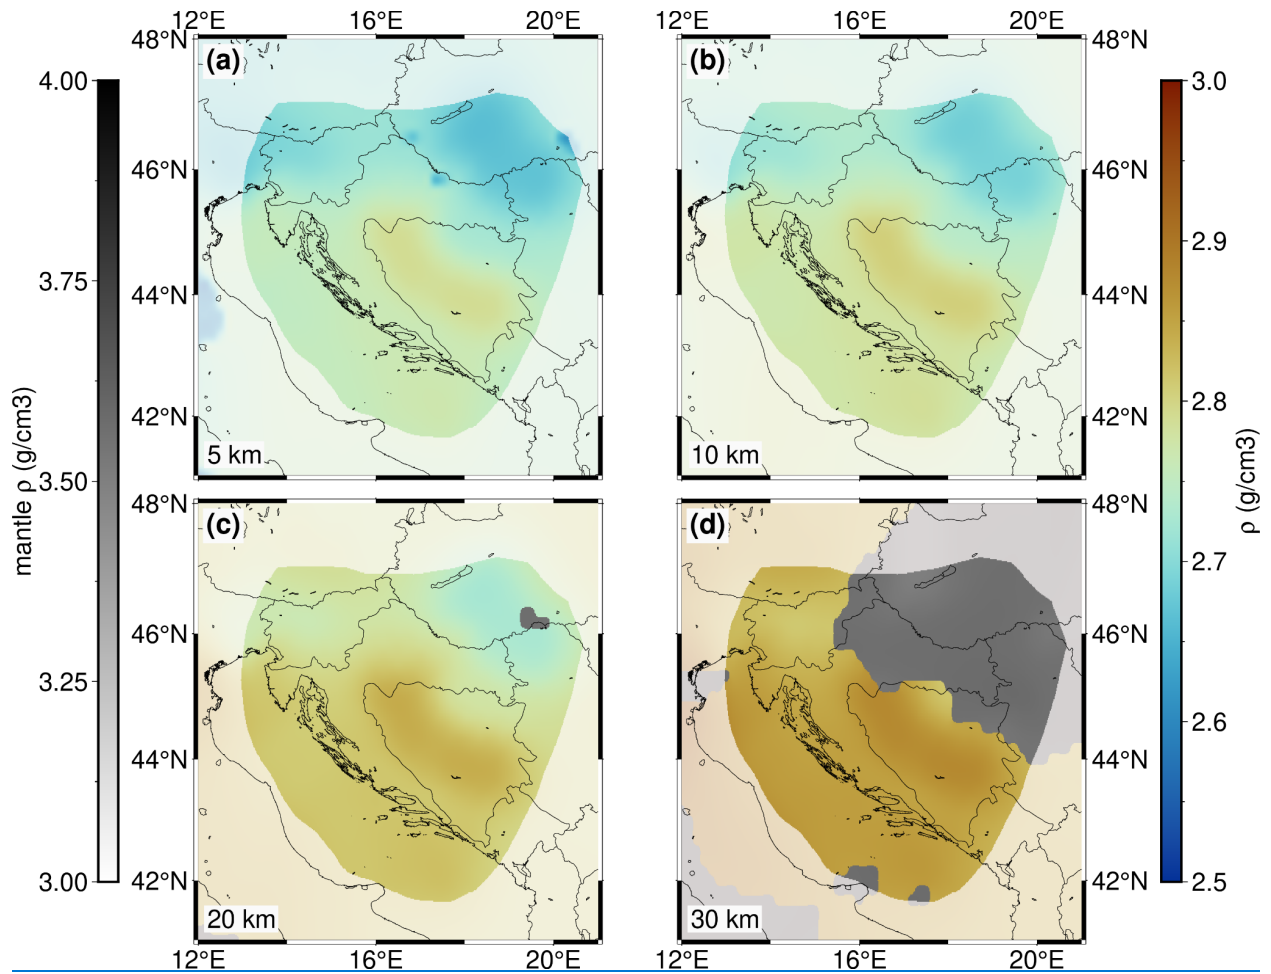 12°E 16°E 20°E 12°E 16°E 20°E
48°N 48°N
(a) (b)
4.00 3.0
3.75 2.9
46°N 46°N
44°N 44°N
42°N 42°N
5 km 10 km
mantle ρ (g/cm3)
3.50 2.8
ρ (g/cm3)
48°N 48°N
(c) (d)
2.7
46°N 46°N
3.25 2.6
44°N 44°N
3.00 2.5
42°N 42°N
20 km 30 km
12°E 16°E 20°E 12°E 16°E 20°E